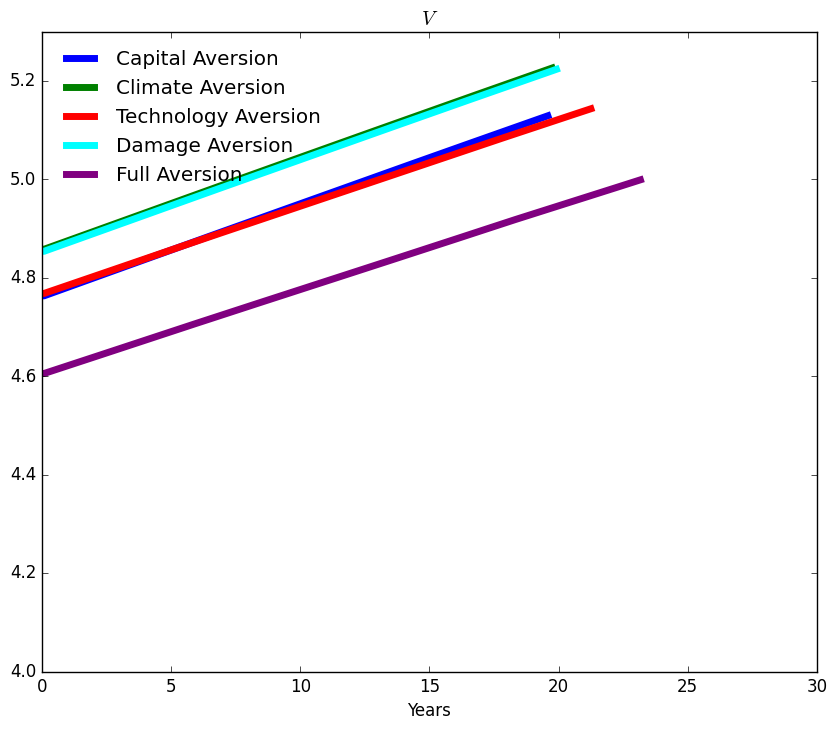 V
Capital Aversion
Climate Aversion
Technology Aversion
Damage Aversion
Full Aversion
5.2
5.0
4.8
4.6
4.4
4.2
4.0
0 5 10 15 20 25 30
Years